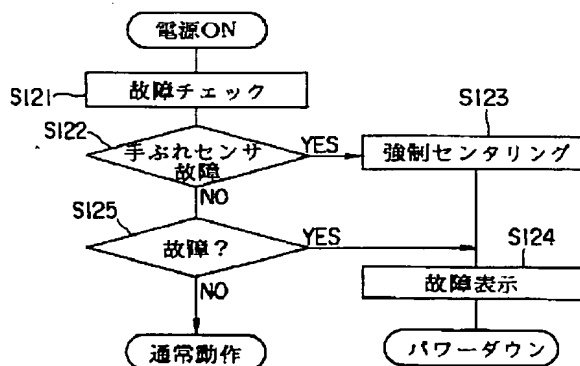 電源ON
S121
故障チェック
S122
手ぶれセンサ
故障
YES
NO
S123
強制センタリング
S125
故障?
YES
NO
S124
故障表示
通常動作
パワーダウン